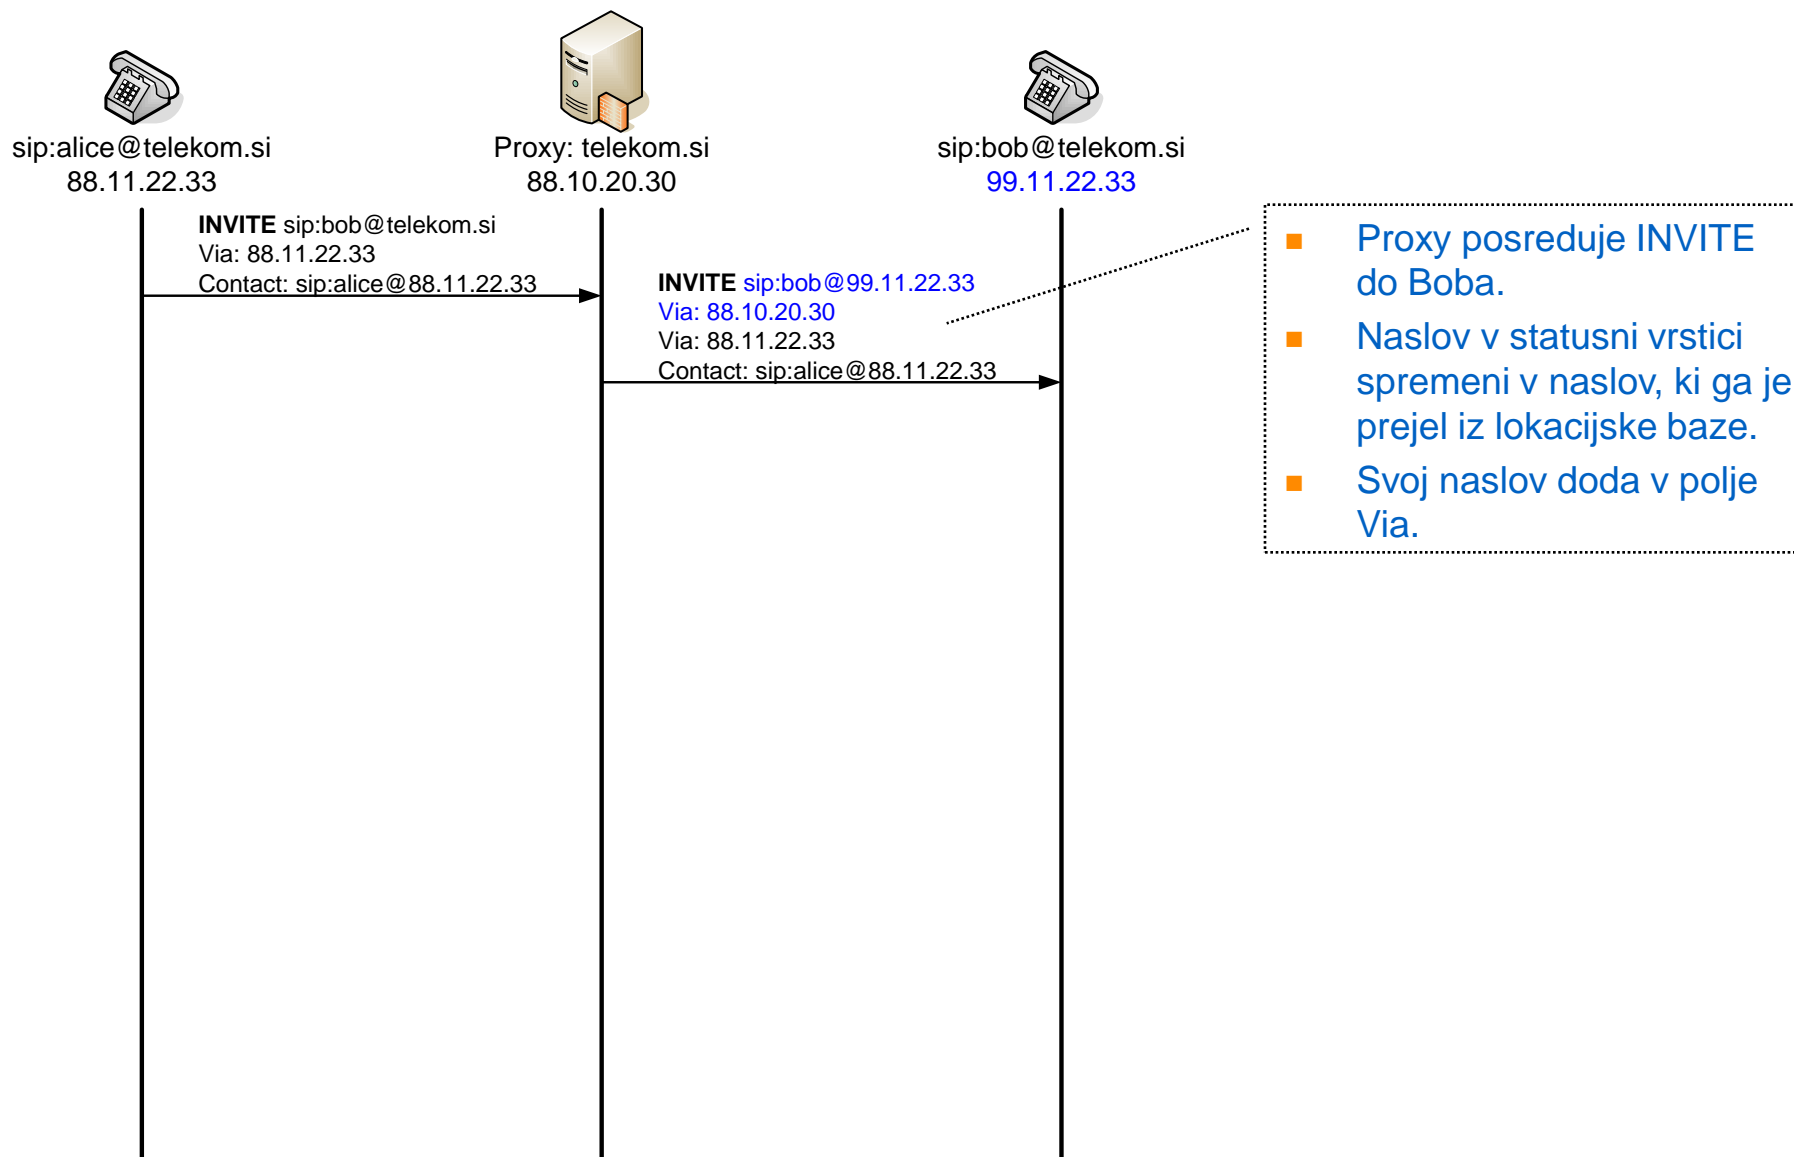 sip:alice@telekom.si
88.11.22.33
Proxy: telekom.si
88.10.20.30
sip:bob@telekom.si
99.11.22.33
INVITE sip:bob@telekom.si
Via: 88.11.22.33
Contact: sip:alice@88.11.22.33
INVITE sip:bob@99.11.22.33
Via: 88.10.20.30
Via: 88.11.22.33
Contact: sip:alice@88.11.22.33
Proxy posreduje INVITE
do Boba.
Naslov v statusni vrstici
spremeni v naslov, ki ga je
prejel iz lokacijske baze.
Svoj naslov doda v polje
Via.